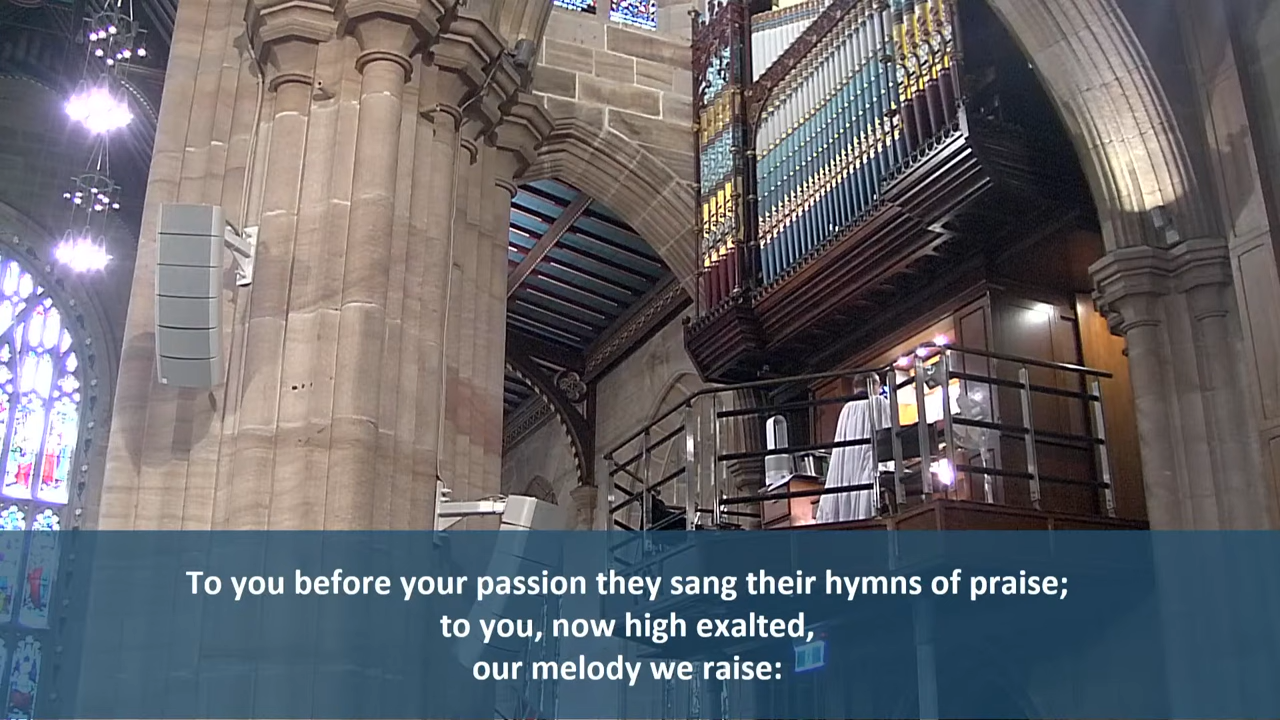 To you before your passion they sang their hymns of praise;
to you, now high exalted,
our melody we raise: